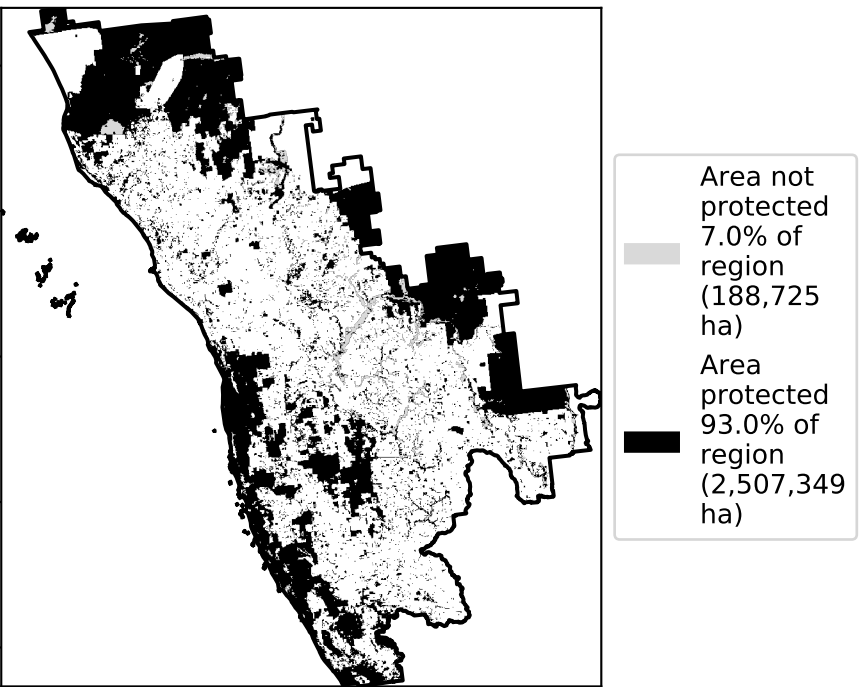 Area not
protected
7.0% of
region
(188,725
ha)
Area
protected
93.0% of
region
(2,507,349
ha)